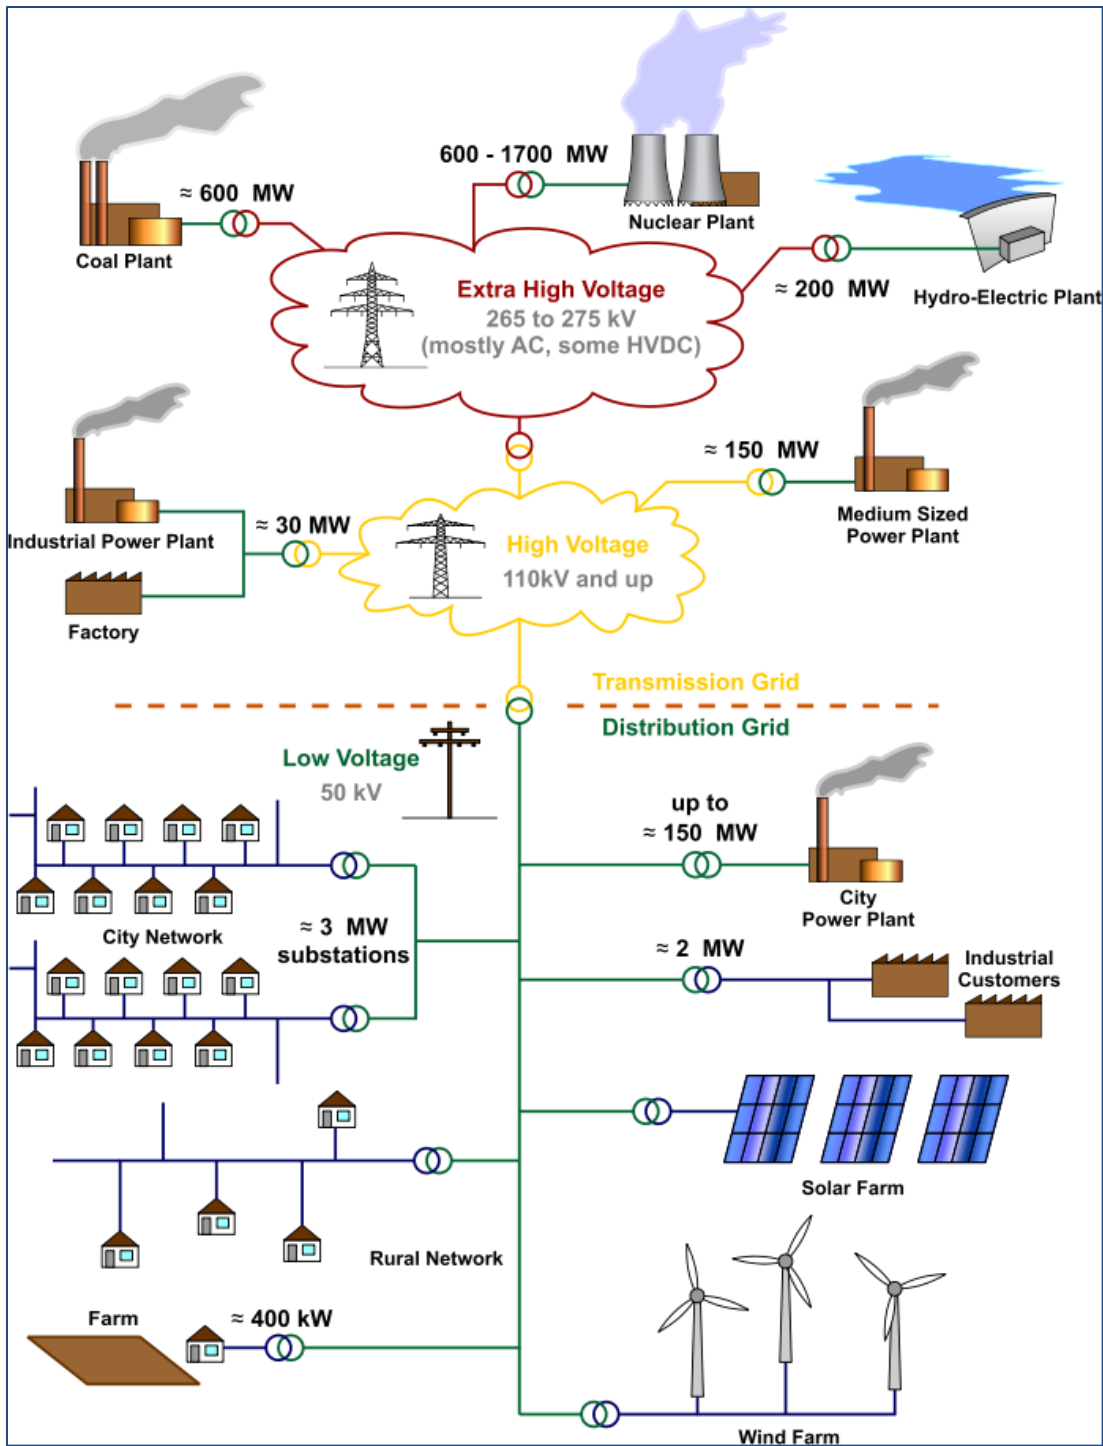 600 - 1700 MW
≈ 600 MW
Nuclear Plant
Coal Plant
≈ 200 MW
Hydro-Electric Plant
Extra High Voltage
265 to 275 kV
(mostly AC, some HVDC)
≈ 150 MW
Medium Sized
Power Plant
≈ 30 MW
Industrial Power Plant
Factory
High Voltage
110kV and up
Transmission Grid
Distribution Grid
Low Voltage
50 kV
up to
≈ 150 MW
City
Power Plant
City Network
≈ 3 MW
substations
≈ 2 MW
Industrial
Customers
Solar Farm
Rural Network
Farm
≈ 400 kW
Wind Farm